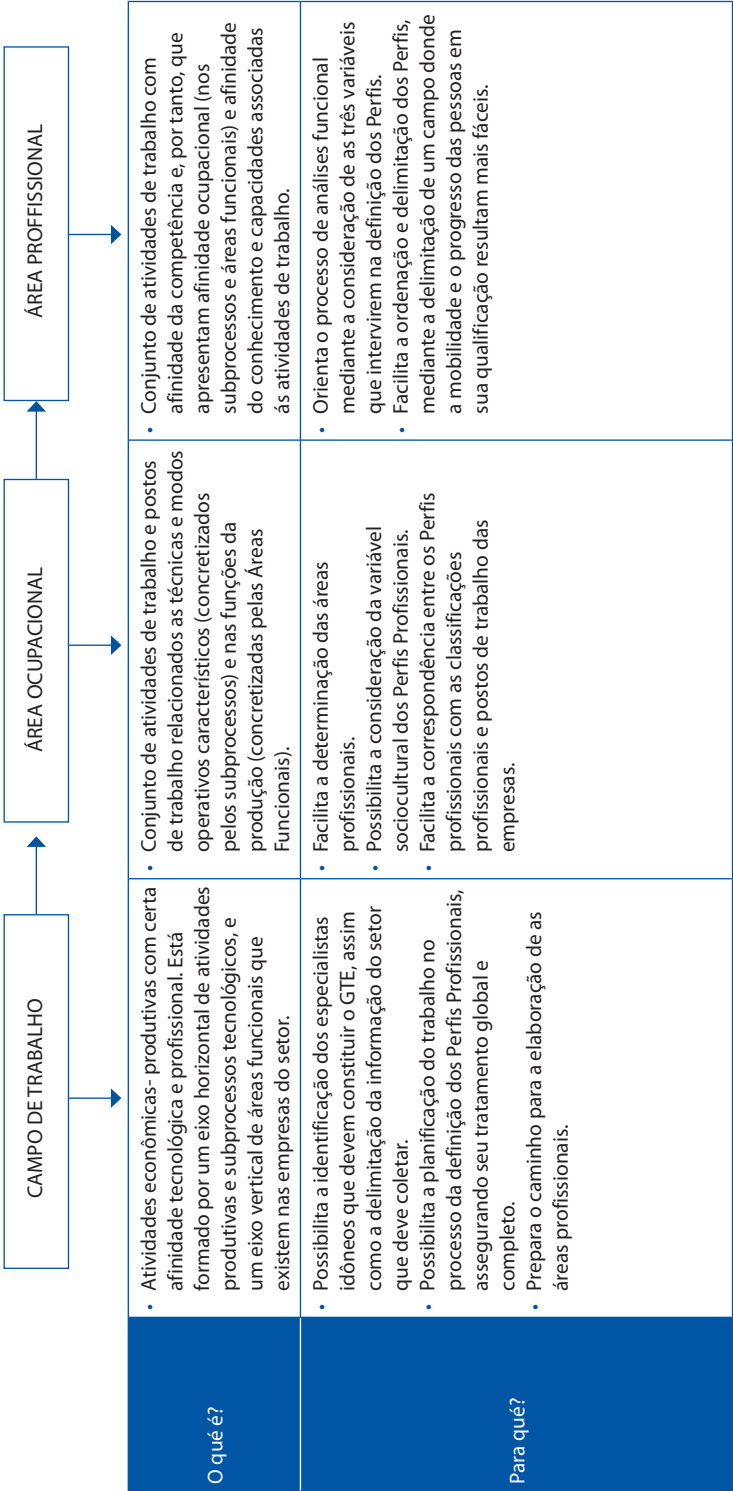 CAMPO DE TRABALHO
ÁREA OCUPACIONAL
ÁREA PROFFISSIONAL
O qué é?
• Atividades econômicas- produtivas com certa
afinidade tecnológica e profissional. Está
formado por um eixo horizontal de atividades
produtivas e subprocessos tecnológicos, e
um eixo vertical de áreas funcionais que
existem nas empresas do setor.
• Conjunto de atividades de trabalho e postos
de trabalho relacionados as técnicas e modos
operativos característicos (concretizados
pelos subprocessos) e nas funções da
produção (concretizadas pelas Áreas
Funcionais).
• Conjunto de atividades de trabalho com
afinidade da competência e, por tanto, que
apresentam afinidade ocupacional (nos
subprocessos e áreas funcionais) e afinidade
do conhecimento e capacidades associadas
ás atividades de trabalho.
Para qué?
• Possibilita a identificação dos especialistas
idóneos que devem constituir o GTE, assim
como a delimitação da informação do setor
que deve coletar.
• Possibilita a planificação do trabalho no
processo da definição dos Perfis Profissionais,
assegurando seu tratamento global e
completo.
• Prepara o caminho para a elaboração de as
áreas profissionais.
• Facilita a determinação das áreas
profissionais.
• Possibilita a consideração da variável
sociocultural dos Perfis Profissionais.
• Facilita a correspondência entre os Perfis
profissionais com as classificações
profissionais e postos de trabalho das
empresas.
• Orienta o processo de análises funcional
mediante a consideração de as três variáveis
que intervirem na definição dos Perfis.
• Facilita a ordenação e delimitação dos Perfis,
mediante a delimitação de um campo donde
a mobilidade e o progresso das pessoas em
sua qualificação resultam mais fáceis.